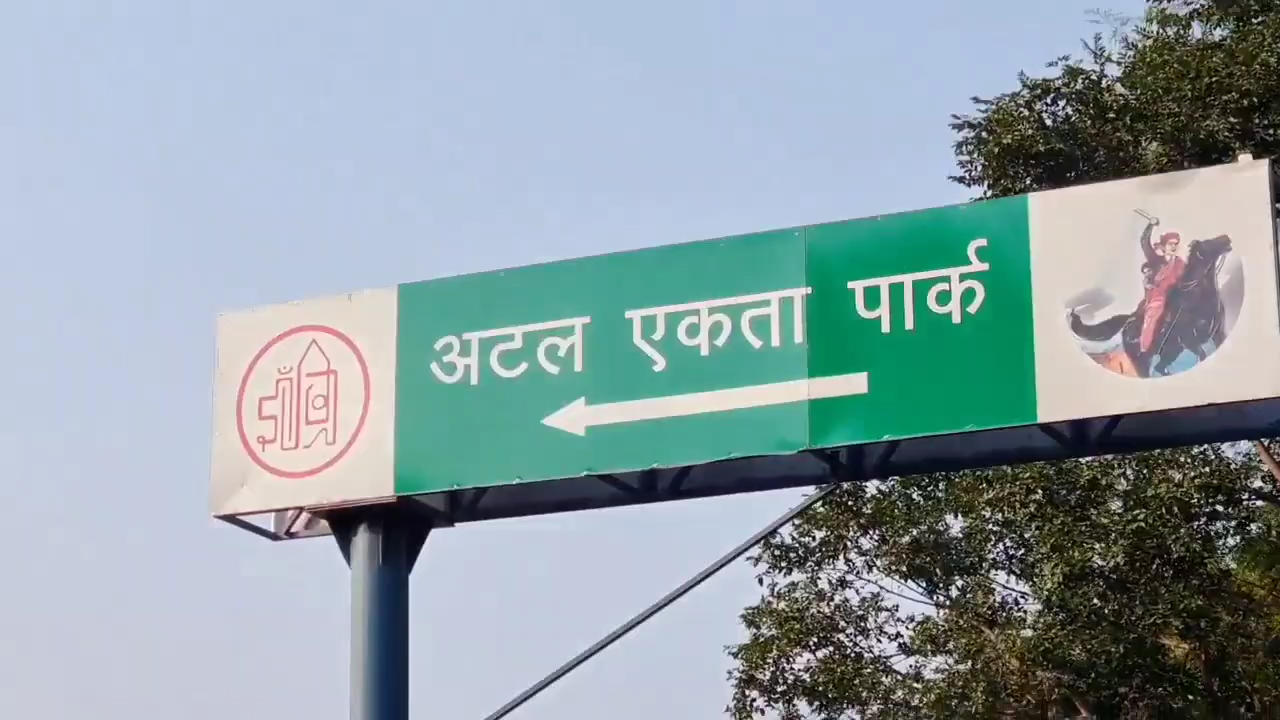 अटल एकता पार्क